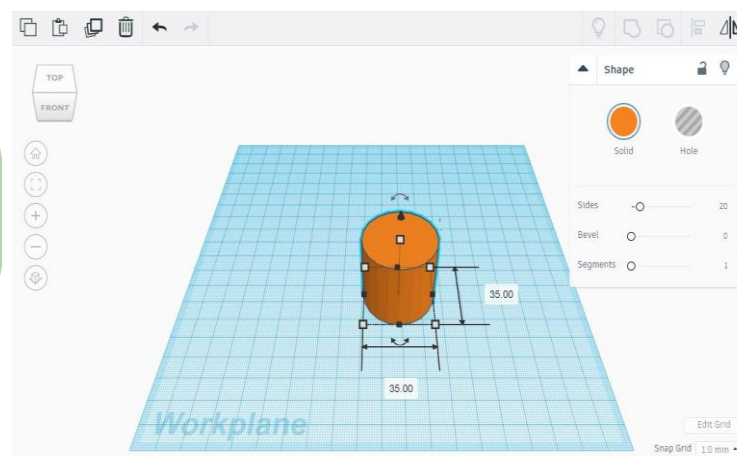 Shape
TOP
FRONT
Solid
Hole
Sides
20
Bevel
0
Segments
1
35.00
35.00
Workplane
Edit Grid
Snap Grid 1.0 mm